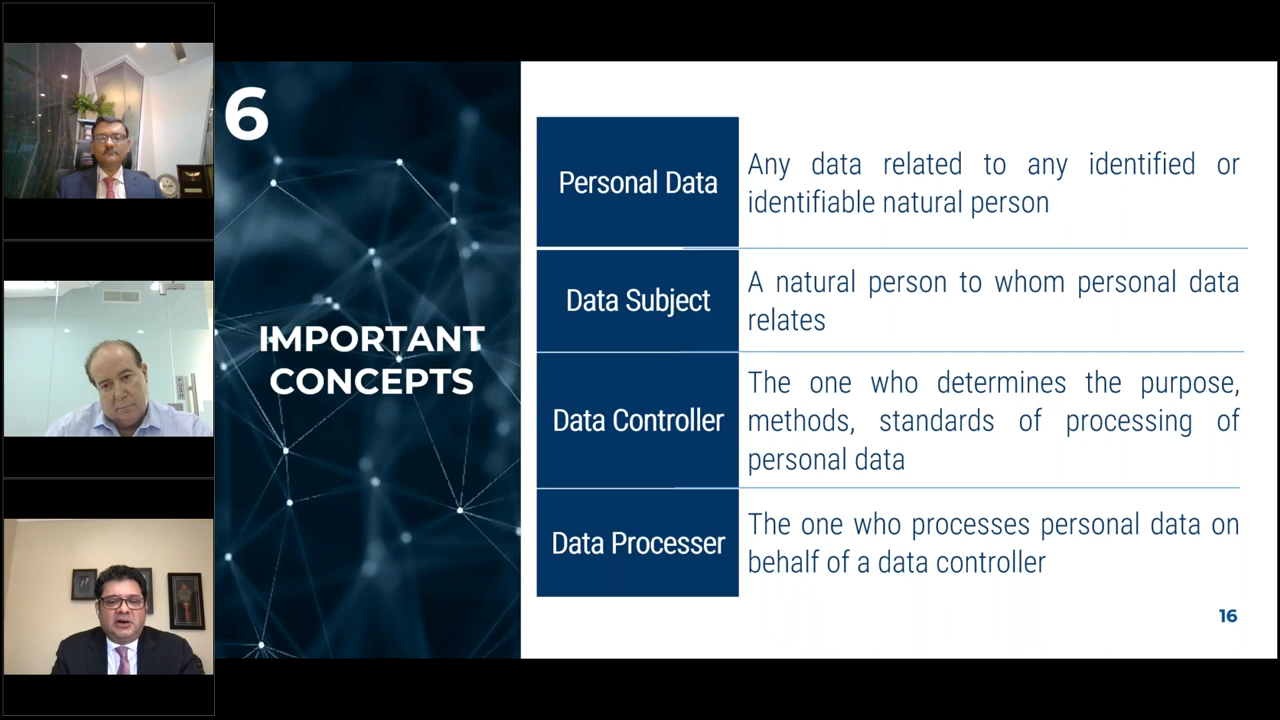 6
IMPORTANT
CONCEPTS
Personal Data
Any data related to any identified or
identifiable natural person
Data Subject
A natural person to whom personal data
relates
Data Controller
The one who determines the purpose,
methods, standards of processing of
personal data
Data Processer
The one who processes personal data on
behalf of a data controller
16
PUSH